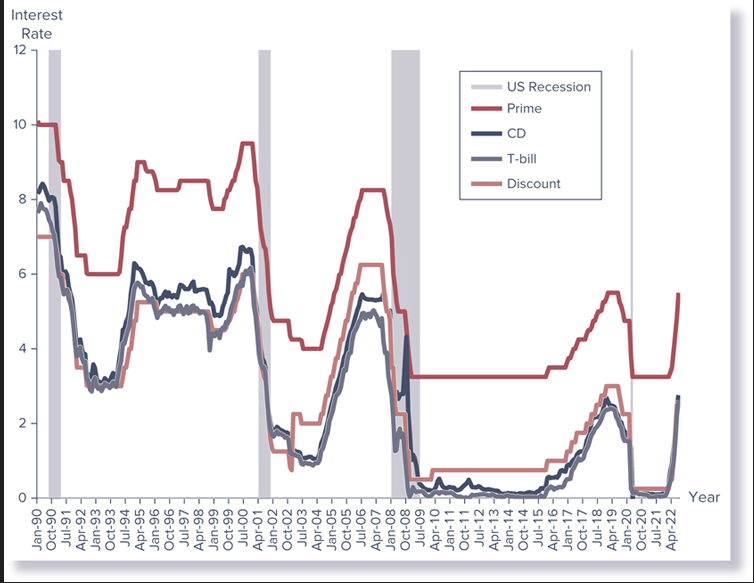 Interest
Rate
12
10
8
6
4
2
0
US Recession
Prime
CD
T-bill
Discount
Year
Jan-90
Oct-90
Jul-91
Apr-92
Jan-93
Oct-93
Jul-94
Apr-95
Jan-96
Oct-96
Jul-97
Apr-98
Jan-99
Oct-99
Jul-00
Apr-01
Jan-02
Oct-02
Jul-03
Apr-04
Jan-05
Oct-05
Jul-06
Apr-07
Jan-08
Oct-08
Jul-09
Apr-10
Jan-11
Oct-11
Jul-12
Apr-13
Jan-14
Oct-14
Jul-15
Apr-16
Jan-17
Oct-17
Jul-18
Apr-19
Jan-20
Oct-20
Jul-21
Apr-22